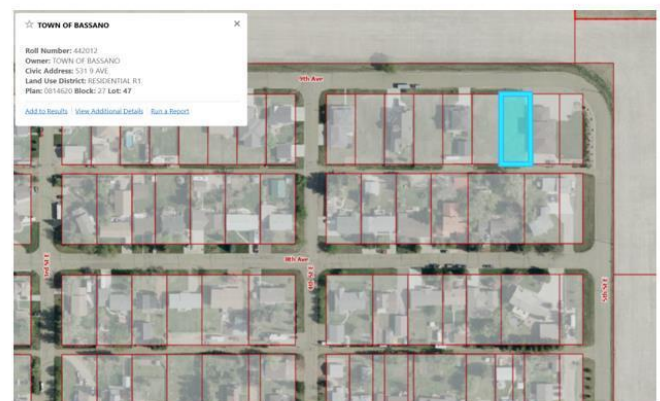 TOWN OF BASSANO
Roll Number: 442012
Owner: TOWN OF BASSANO
Civic Address: 531 9 AVE
Land Use District: RESIDENTIAL R1
Plan: 0814620 Block: 27 Lot: 47
Add to Results View Additional Details Run a Report
9th Ave
8th Ave